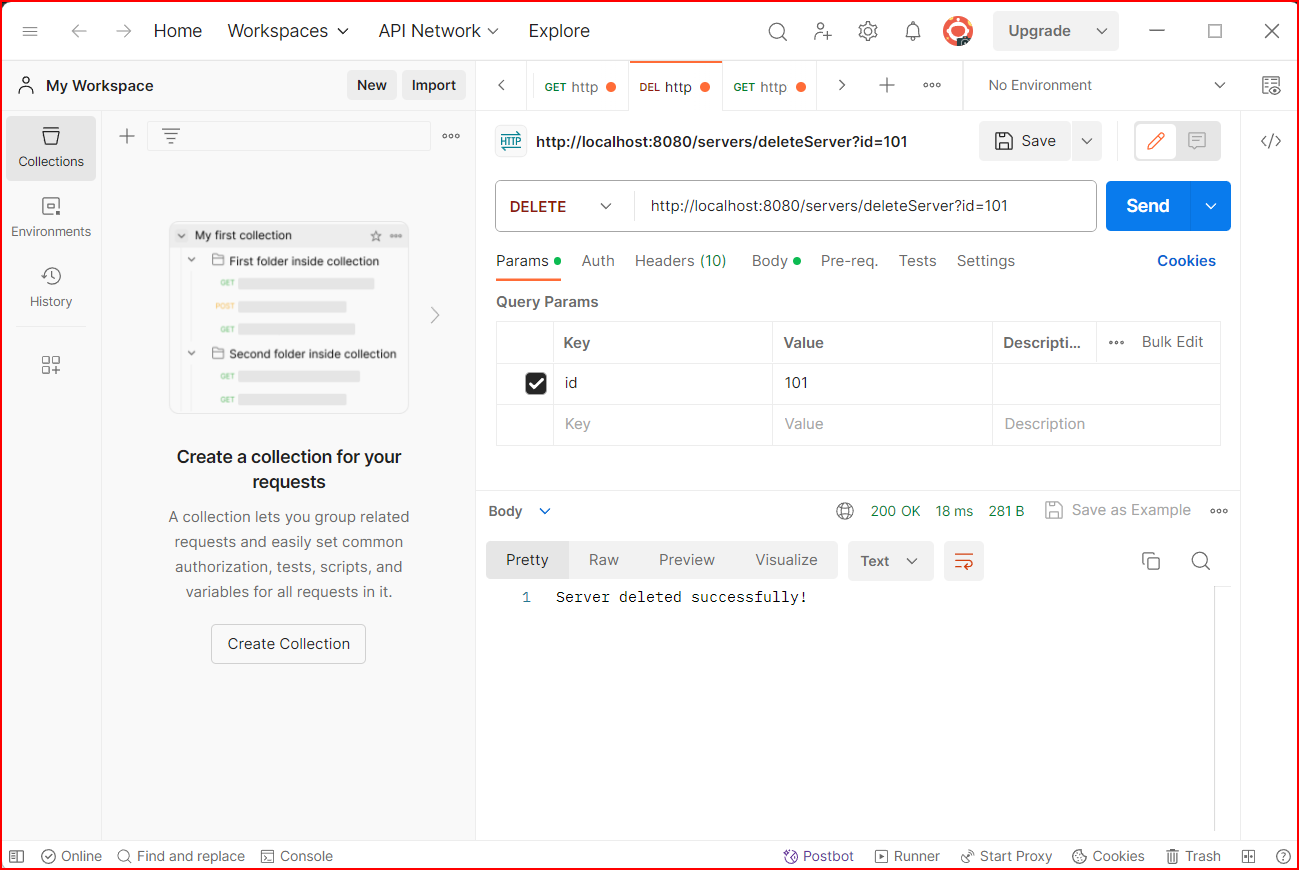 Home Workspaces API Network Explore Upgrade
My Workspace New Import
GET http DEL http GET http No Environment
Collections
Environments
History
My first collection
First folder inside collection
GET
POST
GET
Second folder inside collection
GET
GET
Create a collection for your
requests
A collection lets you group related
requests and easily set common
authorization, tests, scripts, and
variables for all requests in it.
Create Collection
HTTP http://localhost:8080/servers/deleteServer?id=101 Save
DELETE http://localhost:8080/servers/deleteServer?id=101 Send
Params Auth Headers (10) Body Pre-req. Tests Settings Cookies
Query Params
Key Value Descripti... Bulk Edit
id 101
Key Value Description
Body 200 OK 18 ms 281 B Save as Example
Pretty Raw Preview Visualize Text
1 Server deleted successfully!
Online Find and replace Console Postbot Runner Start Proxy Cookies Trash